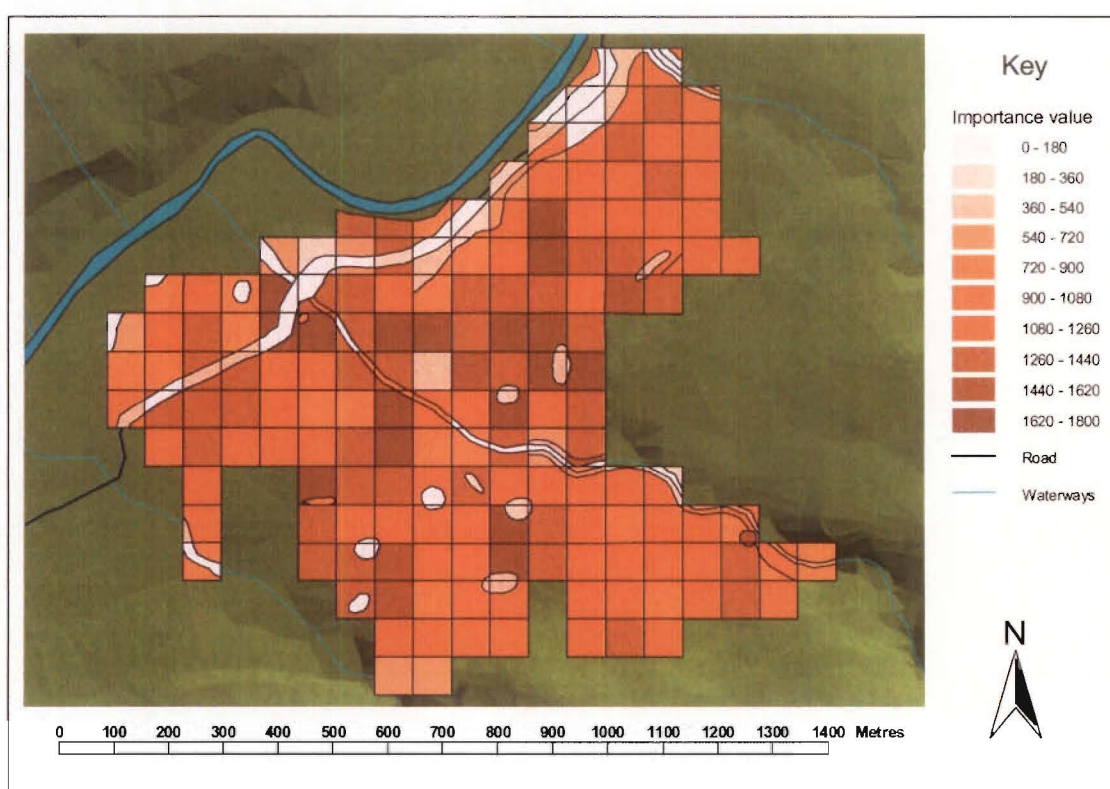 Key
Importance value
0 - 180
180 - 360
360 - 540
540 - 720
720 - 900
900 - 1080
1080 - 1260
1260 - 1440
1440 - 1620
1620 - 1800
Road
Waterways
N
0 100 200 300 400 500 600 700 800 900 1000 1100 1200 1300 1400 Metres